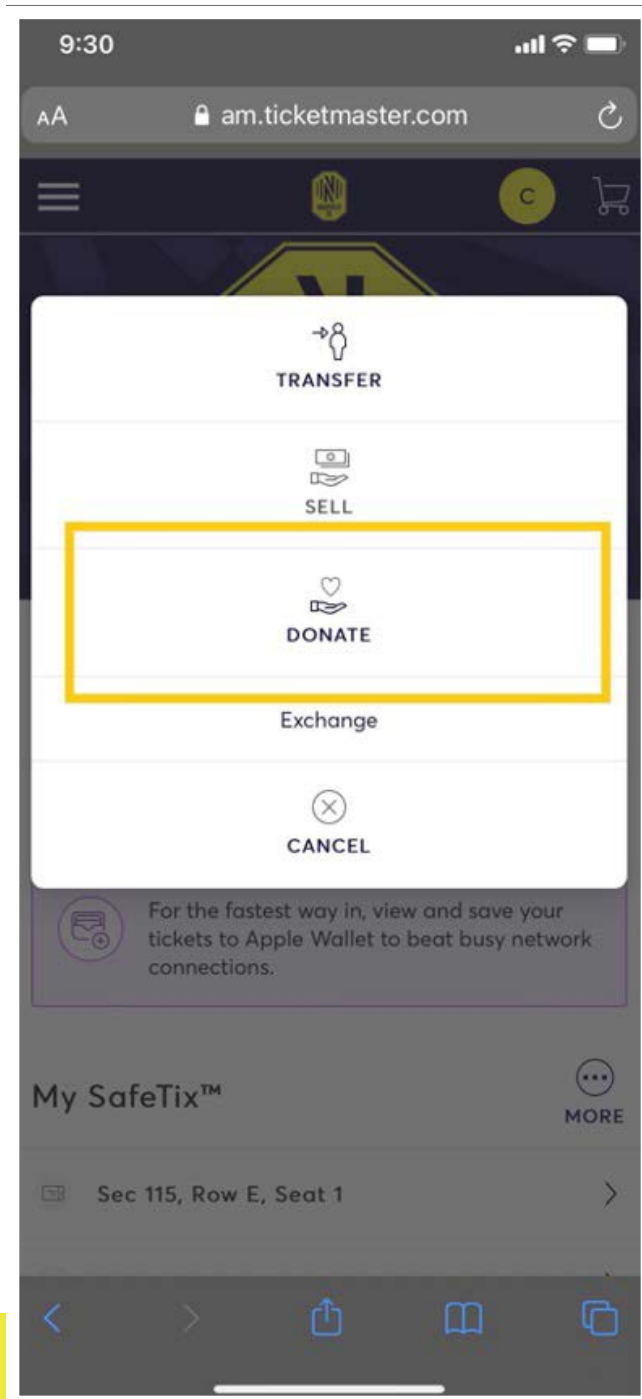 9:30
AA am.ticketmaster.com
C
TRANSFER
SELL
DONATE
Exchange
CANCEL
For the fastest way in, view and save your
tickets to Apple Wallet to beat busy network
connections.
My SafeTix™
MORE
Sec 115, Row E, Seat 1